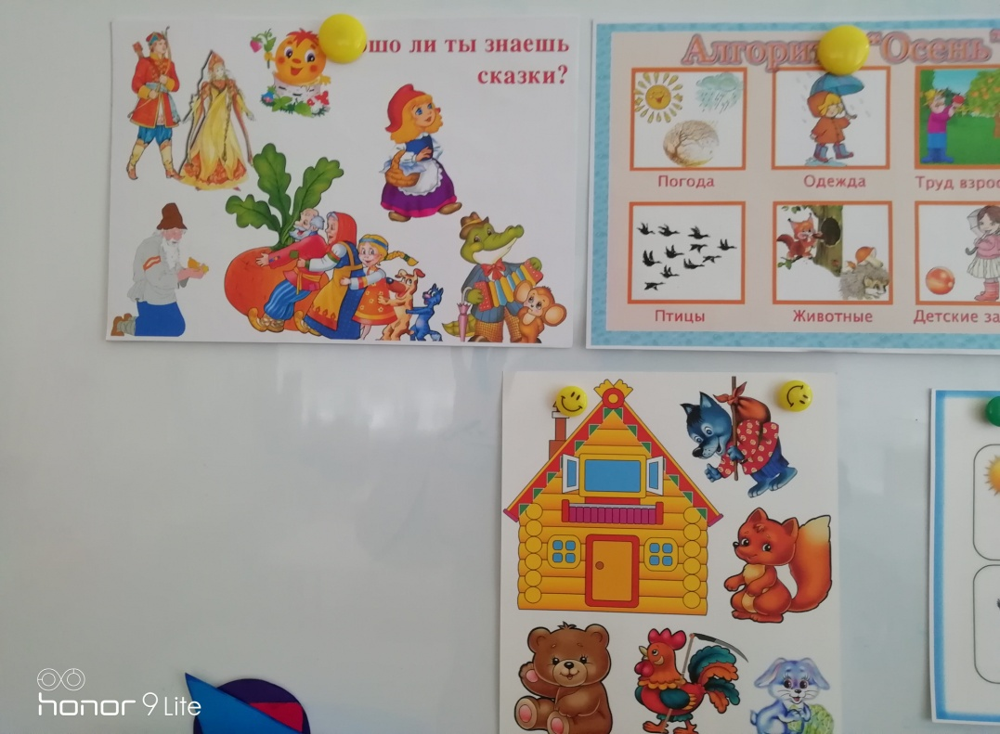 ли ты знаешь
сказки?
"Осень"
Погода
Одежда
Труд
Птицы
Животные
Детские
honor 9 Lite